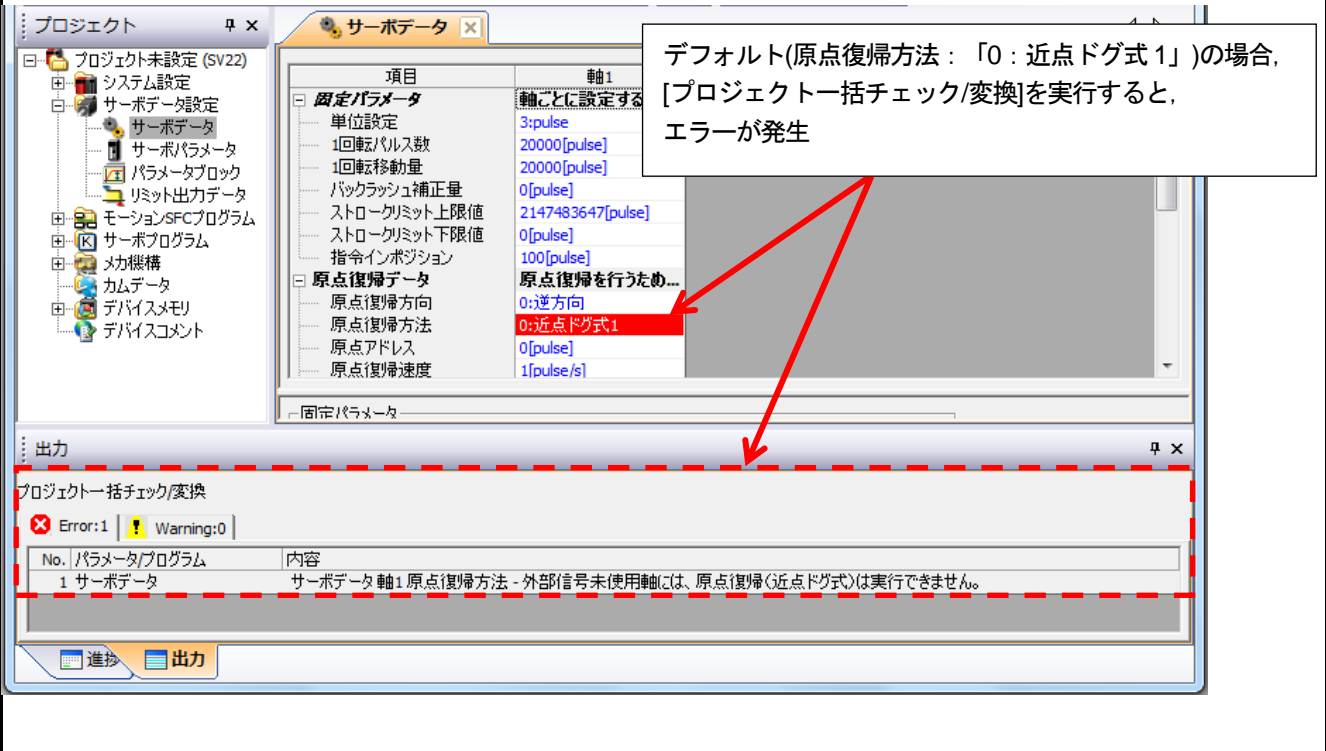 プロジェクト
サーボデータ
デフォルト(原点復帰方法：「0：近点ドグ式 1」)の場合,
[プロジェクト一括チェック/変換]を実行すると,
エラーが発生
プロジェクト未設定 (SV22)
システム設定
サーボデータ設定
サーボデータ
サーボパラメータ
パラメータブロック
リミット出力データ
モーションSFCプログラム
サーボプログラム
メカ機構
カムデータ
デバイスメモリ
デバイスコメント
項目 軸1
固定パラメータ 軸ごとに設定する
単位設定 3:pulse
1回転パルス数 20000[pulse]
1回転移動量 20000[pulse]
バックラッシュ補正量 0[pulse]
ストロークリミット上限値 2147483647[pulse]
ストロークリミット下限値 0[pulse]
指令インポジション 100[pulse]
原点復帰データ 原点復帰を行うため...
原点復帰方向 0:逆方向
原点復帰方法 0:近点ドグ式1
原点アドレス 0[pulse]
原点復帰速度 1[pulse/s]
固定パラメータ
出力
プロジェクト一括チェック/変換
Error:1 Warning:0
No. パラメータ/プログラム 内容
1 サーボデータ サーボデータ 軸1 原点復帰方法 - 外部信号未使用軸には、原点復帰(近点ドグ式)は実行できません。
進捗 出力